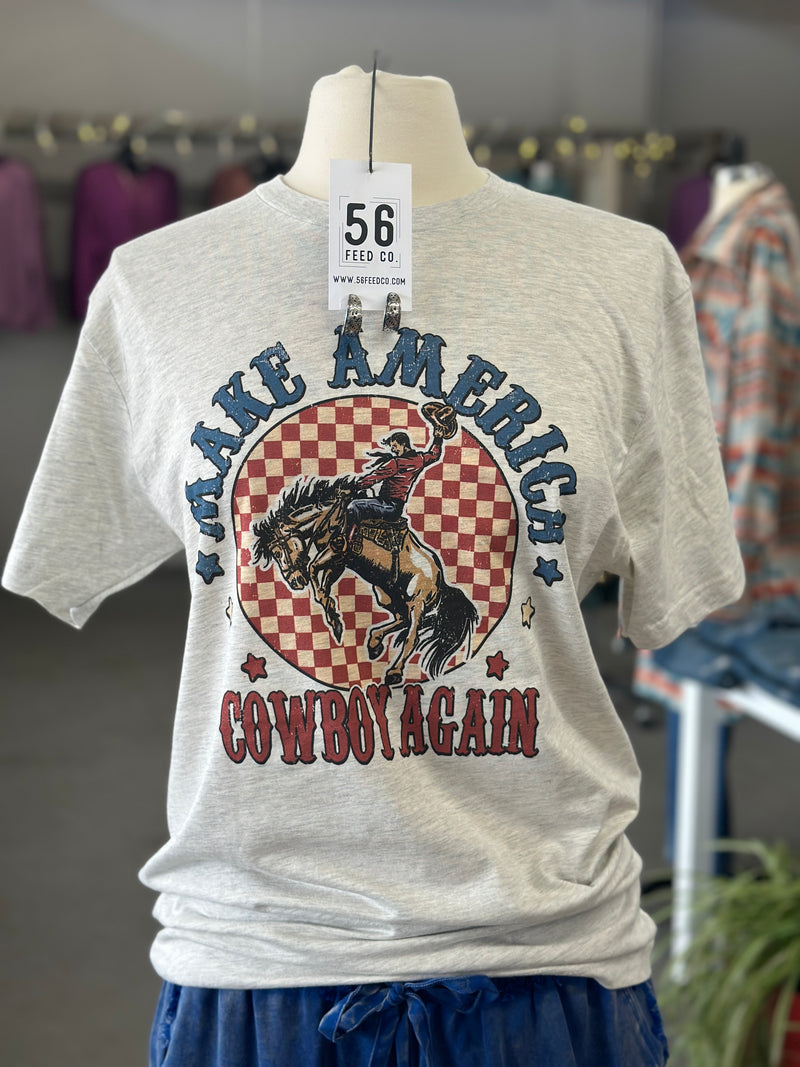 56
FEED CO.
WWW.56FEEDCO.COM
MAKE AMERICA
COWBOY AGAIN